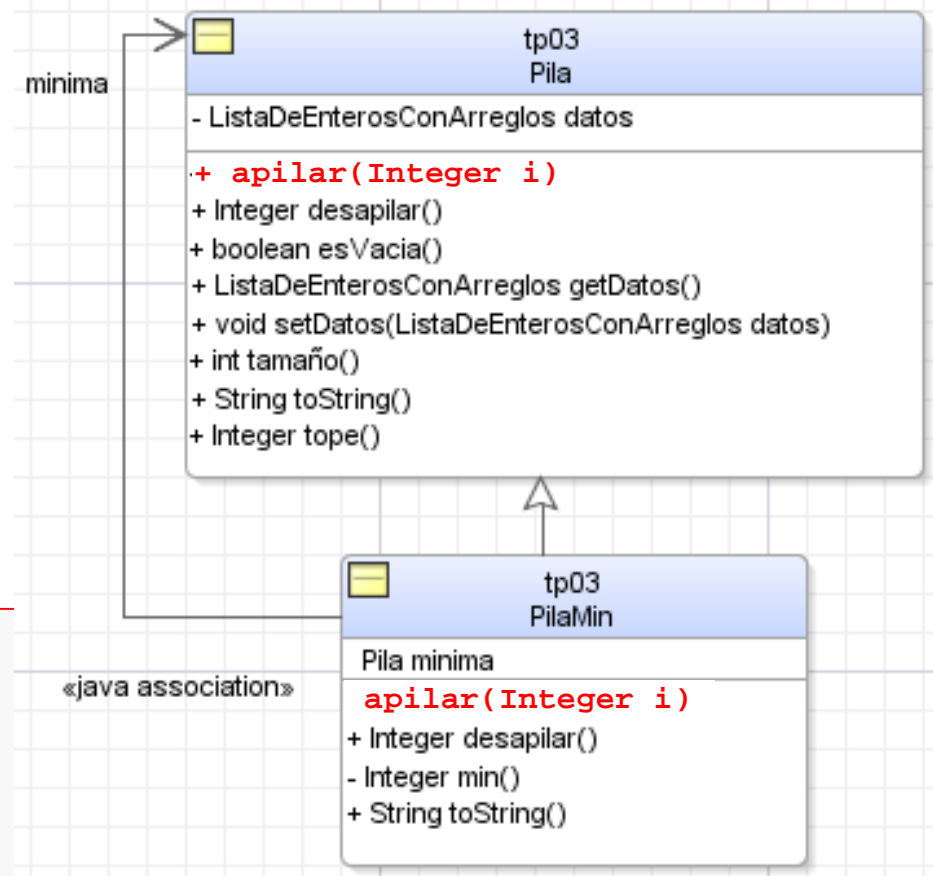 minima
tp03
Pila
- ListaDeEnterosConArreglos datos
+ apilar(Integer i)
+ Integer desapilar()
+ boolean esVacia()
+ ListaDeEnterosConArreglos getDatos()
+ void setDatos(ListaDeEnterosConArreglos datos)
+ int tamaño()
+ String toString()
+ Integer tope()
tp03
PilaMin
Pila minima
«java association»
apilar(Integer i)
+ Integer desapilar()
- Integer min()
+ String toString()